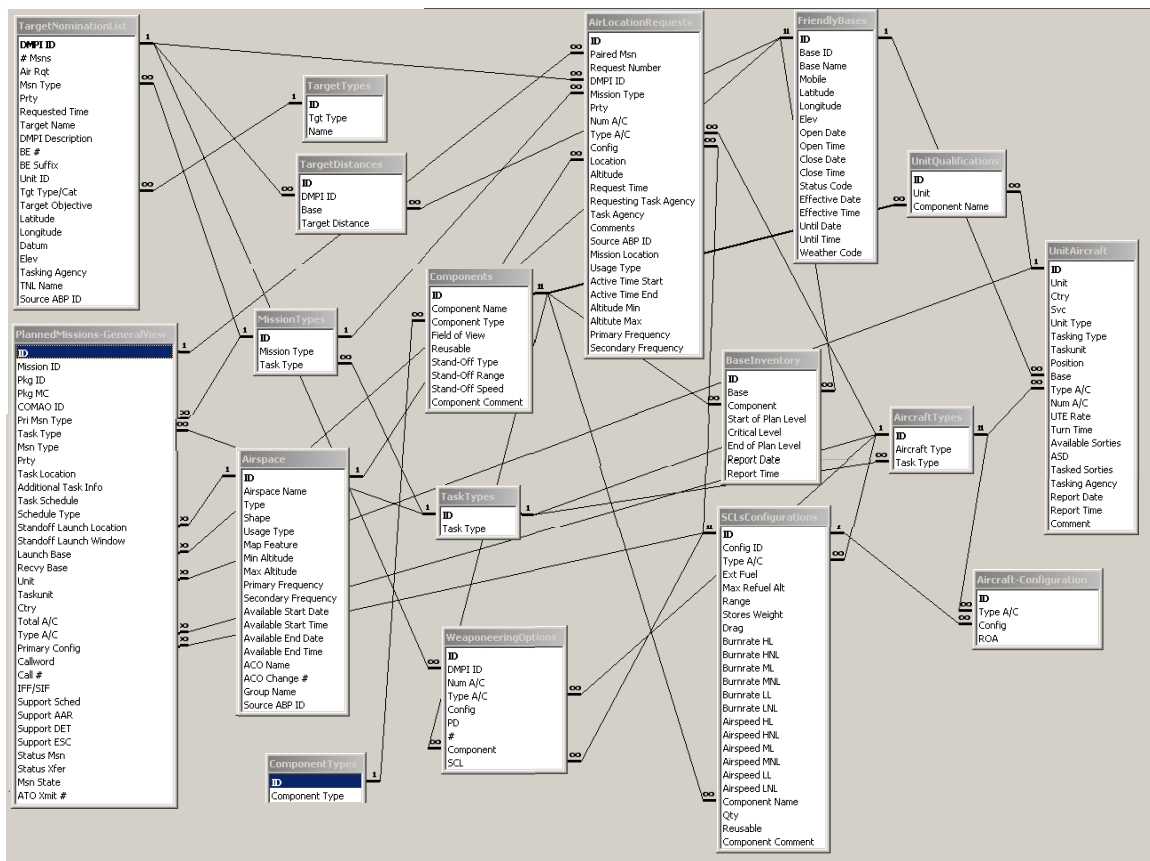 TargetNominationList
DMPI ID
# Msns
Air Rqt
Msn Type
Prty
Requested Time
Target Name
DMPI Description
BE #
BE Suffix
Unit ID
Tgt Type/Cat
Target Objective
Latitude
Longitude
Datum
Elev
Tasking Agency
TNL Name
Source ABP ID
TargetTypes
ID
Tgt Type
Name
TargetDistances
ID
DMPI ID
Base
Target Distance
AirLocationRequests
ID
Paired Msn
Request Number
DMPI ID
Mission Type
Prty
Num A/C
Type A/C
Config
Location
Altitude
Request Time
Requesting Task Agency
Task Agency
Comments
Source ABP ID
Mission Location
Usage Type
Active Time Start
Active Time End
Altitude Min
Altitute Max
Primary Frequency
Secondary Frequency
FriendlyBases
ID
Base ID
Base Name
Mobile
Latitude
Longitude
Elev
Open Date
Open Time
Close Date
Close Time
Status Code
Effective Date
Effective Time
Until Date
Until Time
Weather Code
UnitQualifications
ID
Unit
Component Name
UnitAircraft
ID
Unit
Ctry
Svc
Unit Type
Tasking Type
Taskunit
Position
Base
Type A/C
Num A/C
UTE Rate
Turn Time
Available Sorties
ASD
Tasked Sorties
Tasking Agency
Report Date
Report Time
Comment
PlannedMissions-GeneralView
ID
Mission ID
Pkg ID
Pkg MC
COMAO ID
Pri Msn Type
Task Type
Msn Type
Prty
Task Location
Additional Task Info
Task Schedule
Schedule Type
Standoff Launch Location
Standoff Launch Window
Launch Base
Recvy Base
Unit
Taskunit
Ctry
Total A/C
Type A/C
Primary Config
Callword
Call #
IFF/SIF
Support Sched
Support AAR
Support DET
Support ESC
Status Msn
Status Xfer
Msn State
ATO Xmit #
MissionTypes
ID
Mission Type
Task Type
Components
ID
Component Name
Component Type
Field of View
Reusable
Stand-Off Type
Stand-Off Range
Stand-Off Speed
Component Comment
BaseInventory
ID
Base
Component
Start of Plan Level
Critical Level
End of Plan Level
Report Date
Report Time
AircraftTypes
ID
Aircraft Type
Task Type
Airspace
ID
Airspace Name
Type
Shape
Usage Type
Map Feature
Min Altitude
Max Altitude
Primary Frequency
Secondary Frequency
Available Start Date
Available Start Time
Available End Date
Available End Time
ACO Name
ACO Change #
Group Name
Source ABP ID
TaskTypes
ID
Task Type
SCLsConfigurations
ID
Config ID
Type A/C
Ext Fuel
Max Refuel Alt
Range
Stores Weight
Drag
Burnrate HL
Burnrate HNL
Burnrate ML
Burnrate MNL
Burnrate LL
Burnrate LNL
Airspeed HL
Airspeed HNL
Airspeed ML
Airspeed MNL
Airspeed LL
Airspeed LNL
Component Name
Qty
Reusable
Component Comment
Aircraft-Configuration
ID
Type A/C
Config
ROA
WeaponeeringOptions
ID
DMPI ID
Num A/C
Type A/C
Config
PD
#
Component
SCL
ComponentTypes
ID
Component Type